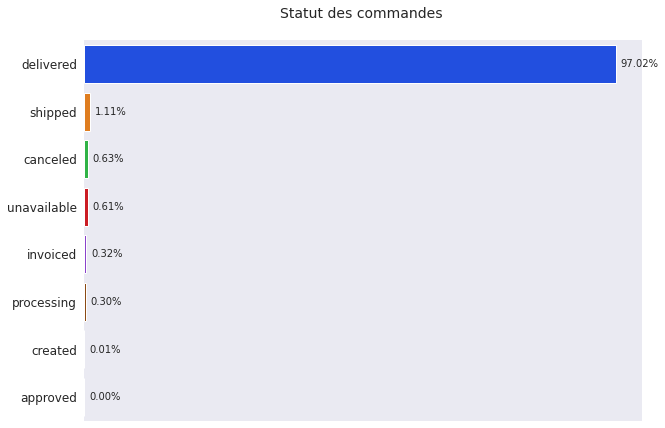 Statut des commandes
delivered 97.02%
shipped 1.11%
canceled 0.63%
unavailable 0.61%
invoiced 0.32%
processing 0.30%
created 0.01%
approved 0.00%